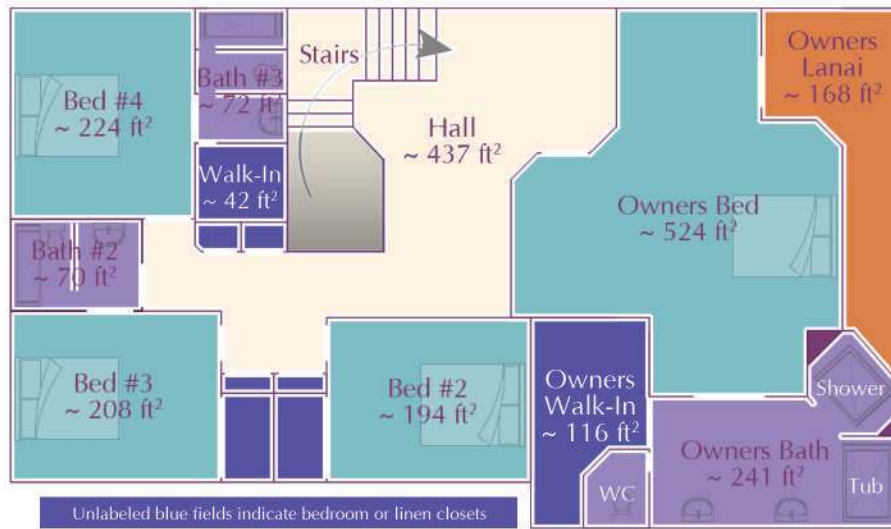 Bed #4
~ 224 ft²
Bath #3
~ 72 ft²
Walk-In
~ 42 ft²
Stairs
Hall
~ 437 ft²
Owners
Lanai
~ 168 ft²
Owners Bed
~ 524 ft²
Bath #2
~ 70 ft²
Bed #3
~ 208 ft²
Bed #2
~ 194 ft²
Owners
Walk-In
~ 116 ft²
Shower
Owners Bath
~ 241 ft²
WC
Tub
Unlabeled blue fields indicate bedroom or linen closets